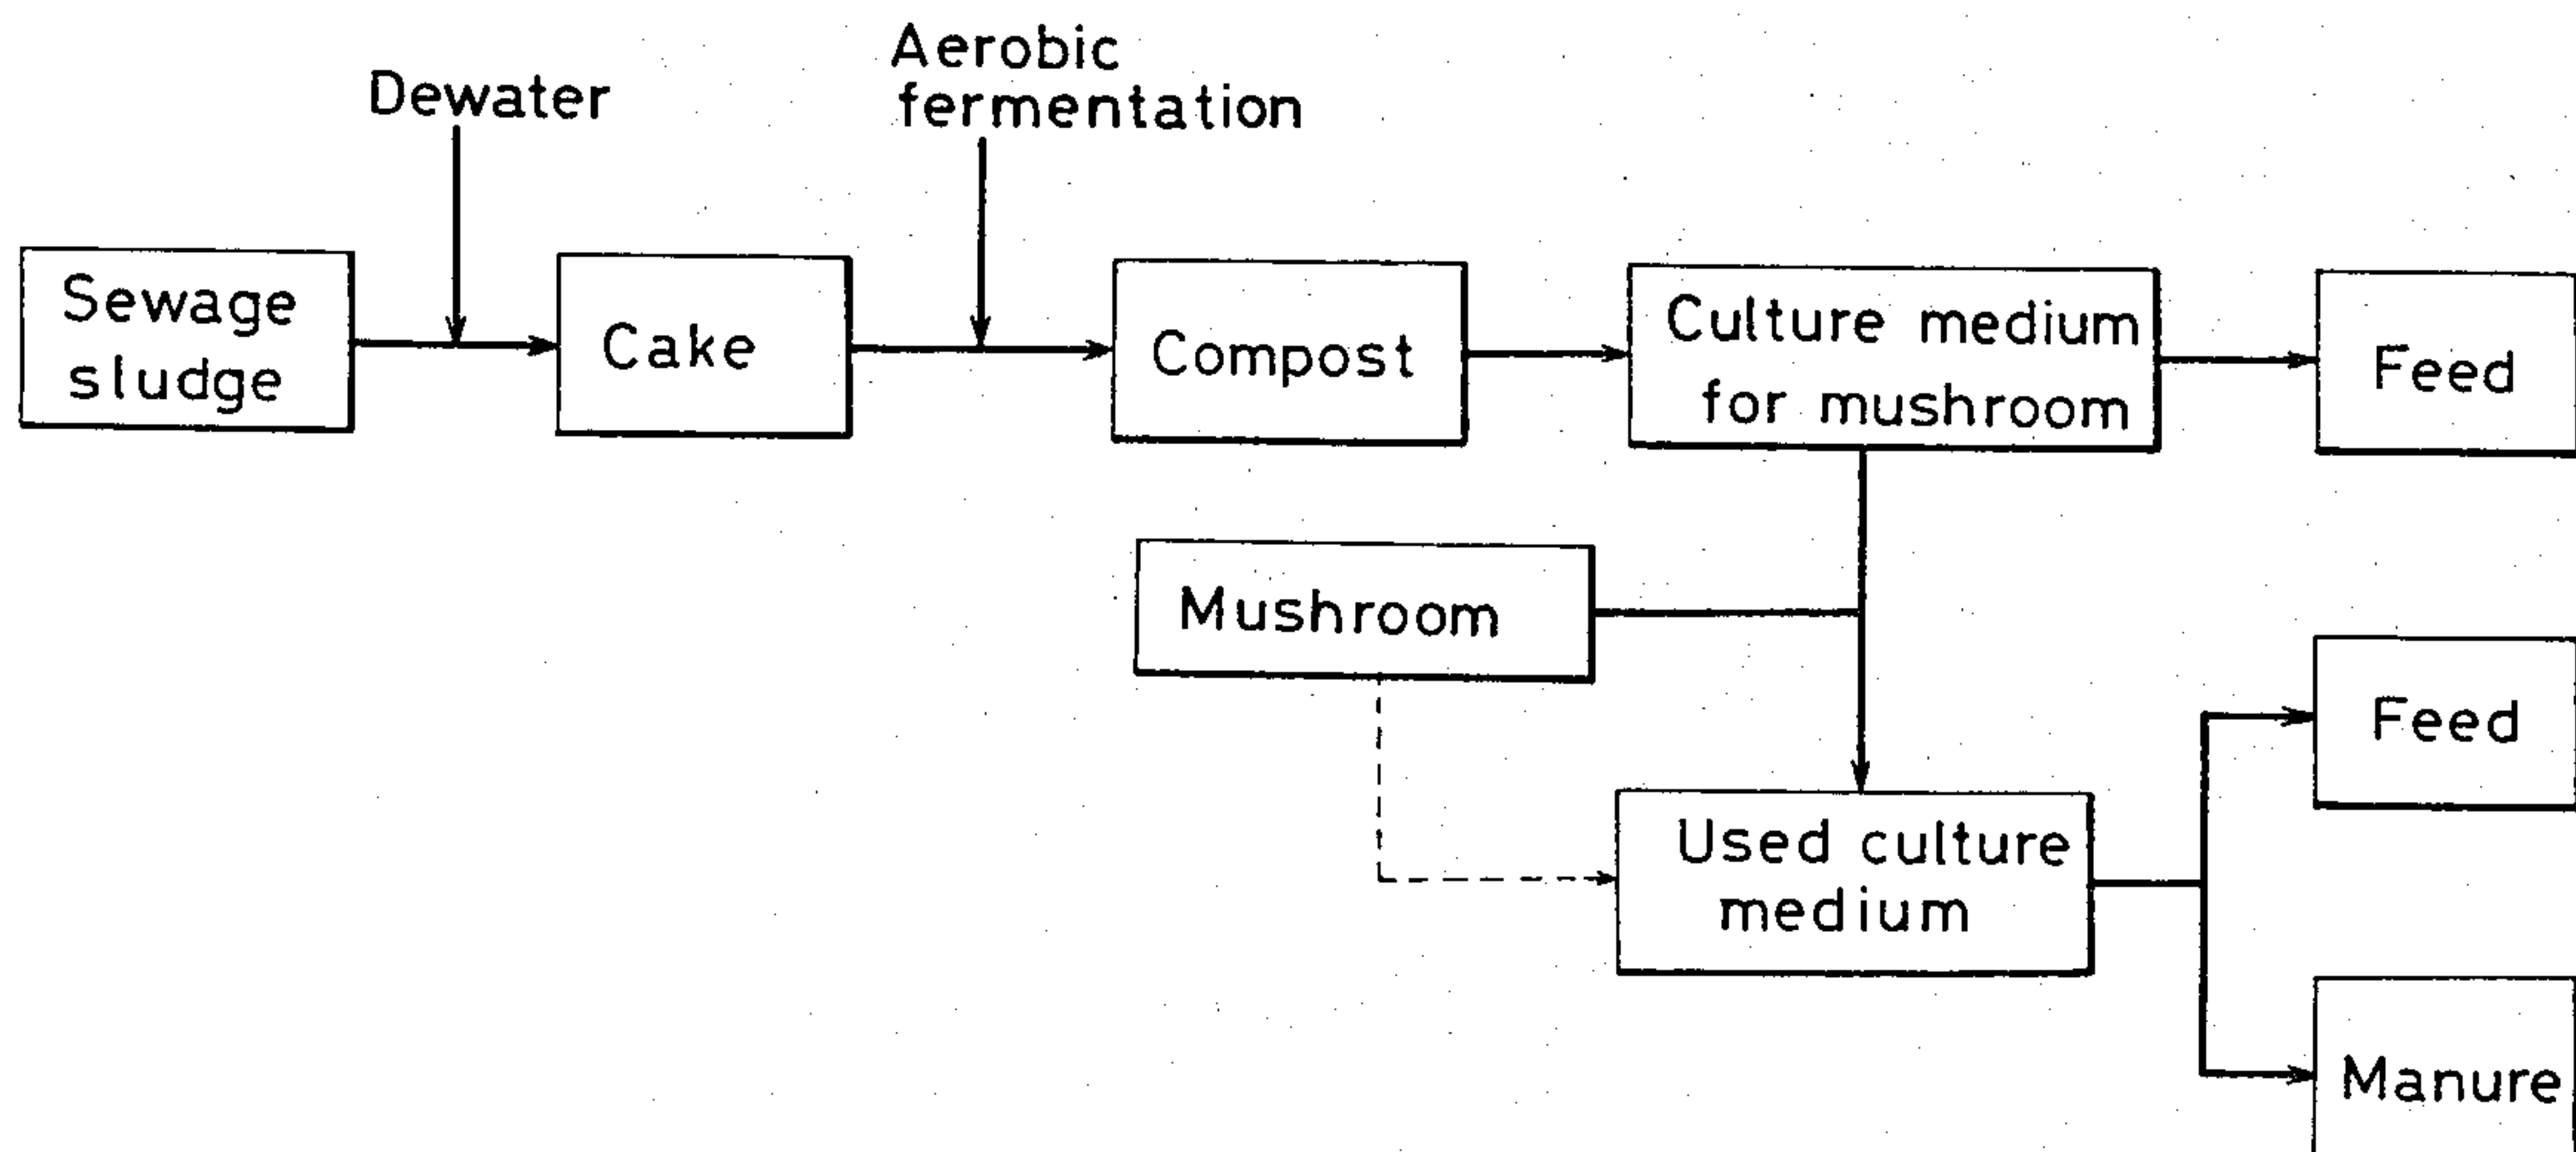 Dewater
Aerobic
fermentation
Sewage
sludge
Cake
Compost
Culture medium
for mushroom
Feed
Mushroom
Feed
Used culture
medium
Manure